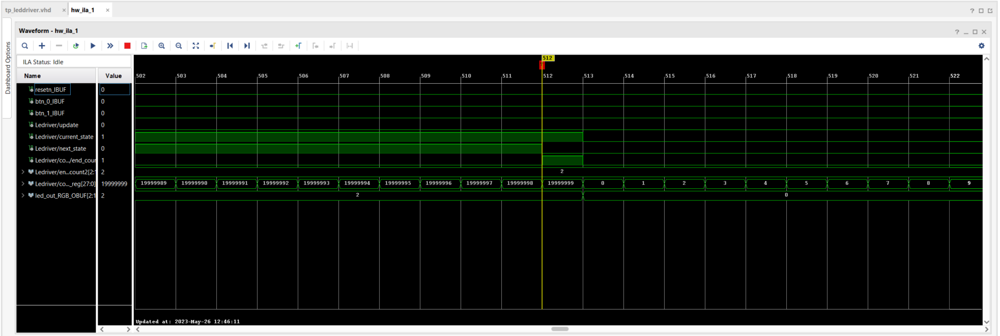 tp_leddriver.vhd × hw_ila_1 × ?
Dashboard Options
Waveform - hw_ila_1 ?
ILA Status: Idle
512
Name Value 502 503 504 505 506 507 508 509 510 511 512 513 514 515 516 517 518 519 520 521 522
resetn_IBUF 0
btn_0_IBUF 0
btn_1_IBUF 0
Ledriver/update 0
Ledriver/current_state 1
Ledriver/next_state 0
Ledriver/co.../end_cour 1
Ledriver/en...count2[2:1 2 2
Ledriver/co..._reg[27:0] 19999999 19999989 19999990 19999991 19999992 19999993 19999994 19999995 19999996 19999997 19999998 19999999 0 1 2 3 4 5 6 7 8 9
led_out_RGB_OBUF[2:1 2 2 0
Updated at: 2023-May-26 12:46:11